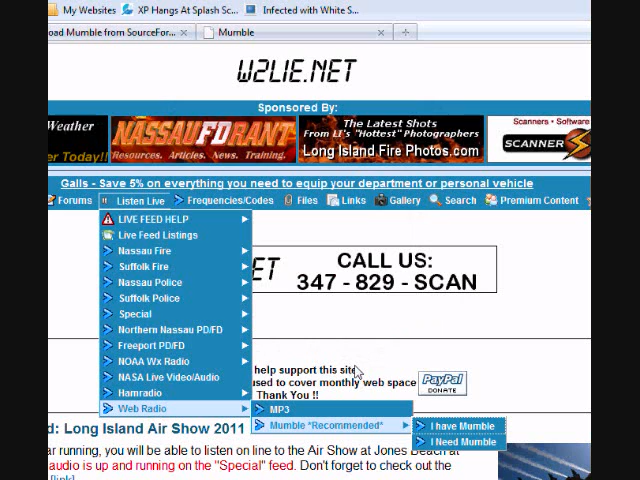 My Websites XP Hangs At Splash Sc... Infected with White S...
oad Mumble from SourceFor... Mumble
W2LIE.NET
Sponsored By:
Weather
er Today!!
NASSAUFDRANT
Resources. Articles. News. Training.
The Latest Shots
From LI's "Hottest" Photographers
Long Island Fire Photos.com
Scanners • Software
SCANNER
Galls - Save 5% on everything you need to equip your department or personal vehicle
Forums Listen Live Frequencies/Codes Files Links Gallery Search Premium Content
LIVE FEED HELP
Live Feed Listings
Nassau Fire
Suffolk Fire
Nassau Police
Suffolk Police
Special
Northern Nassau PD/FD
Freeport PD/FD
NOAA Wx Radio
NASA Live Video/Audio
Hamradio
Web Radio
MP3
Mumble *Recommended*
I have Mumble
I Need Mumble
ET
CALL US:
347 - 829 - SCAN
help support this site
used to cover monthly web space
Thank You !!
PayPal
DONATE
d: Long Island Air Show 2011
ar running, you will be able to listen on line to the Air Show at Jones Beach at
audio is up and running on the "Special" feed. Don't forget to check out the
[link]